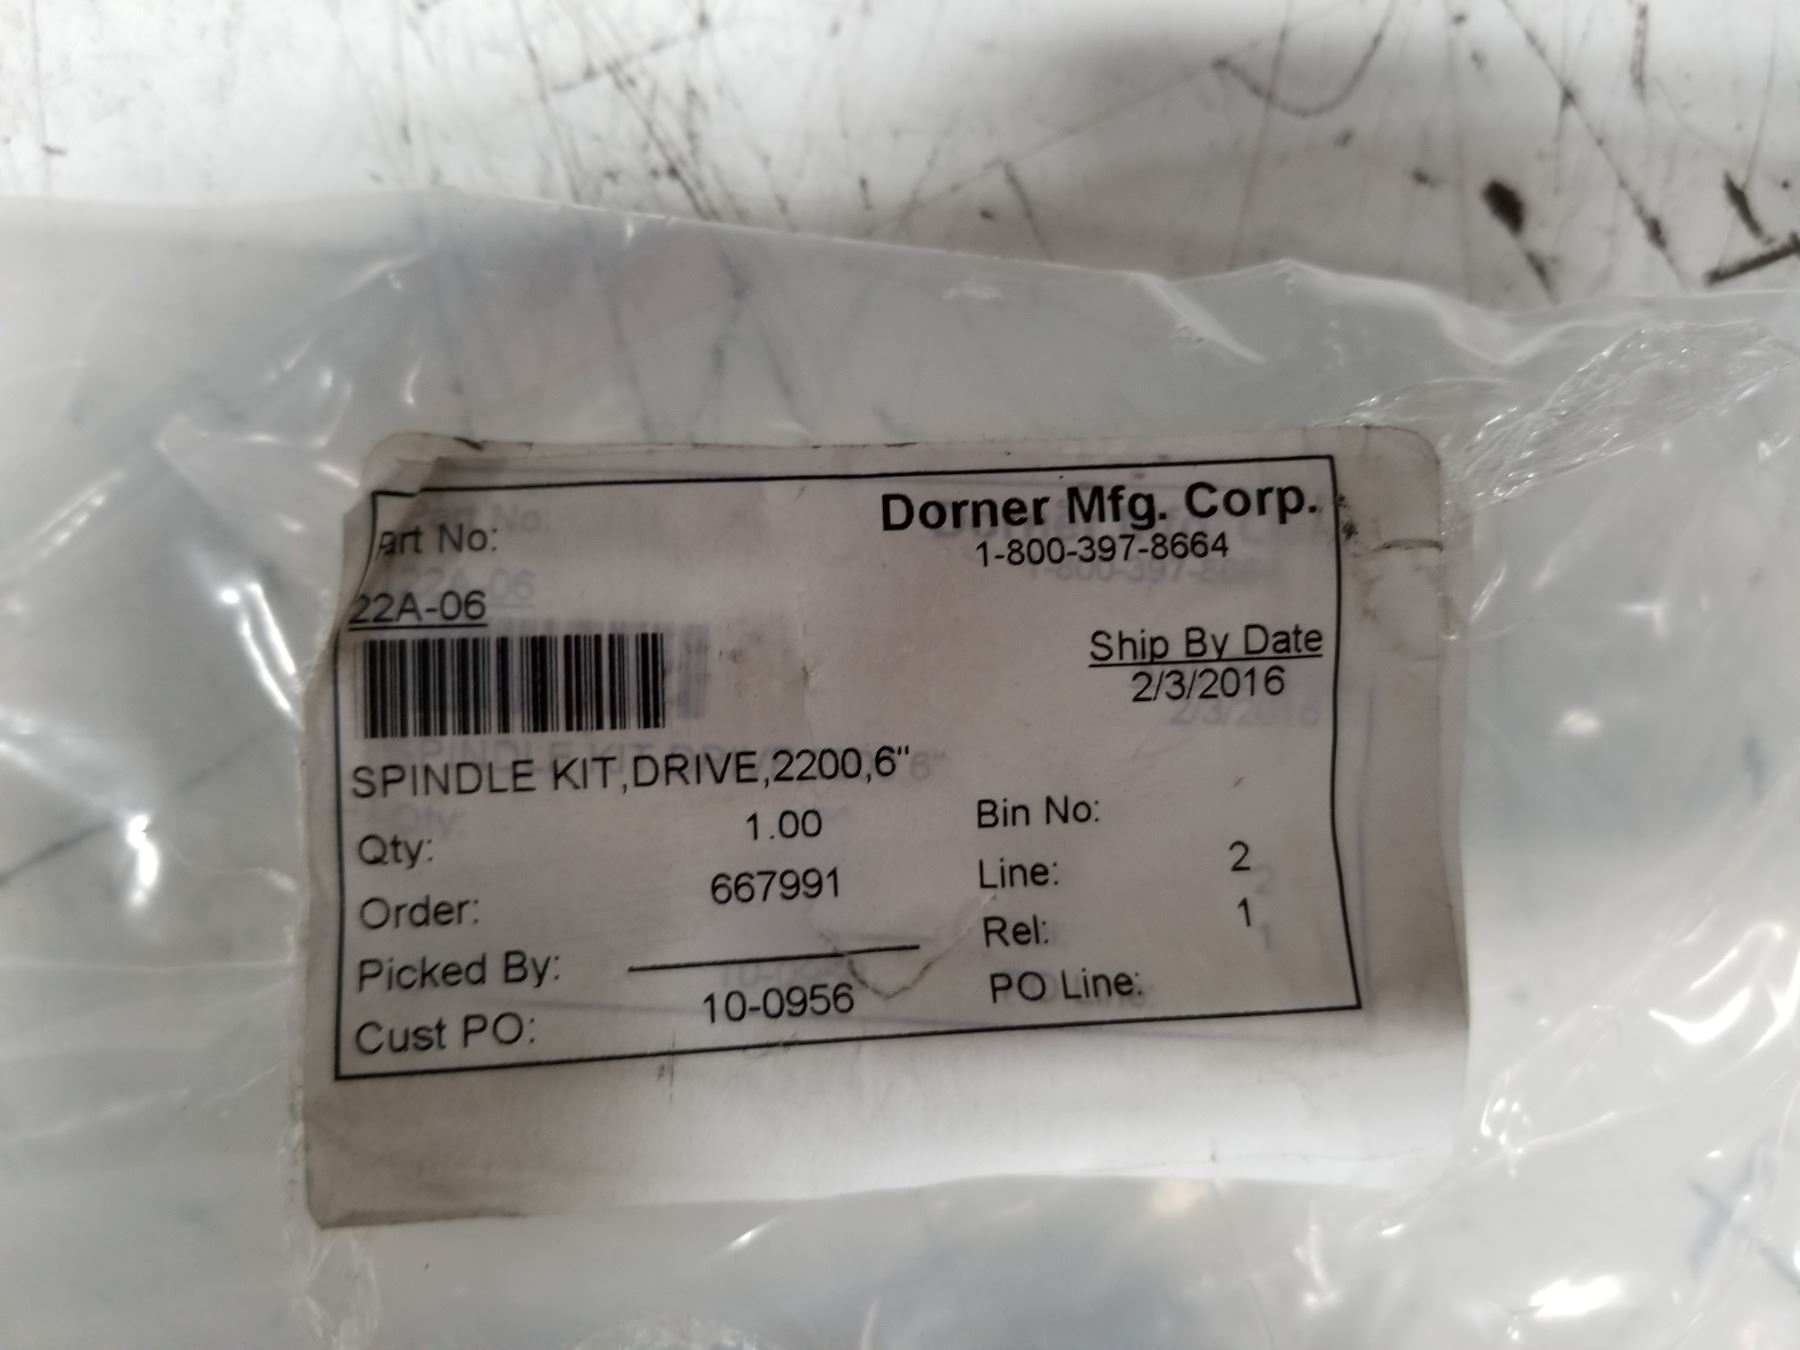 Dorner Mfg. Corp.
Part No:
1-800-397-8664
22A-06
Ship By Date
2/3/2016
SPINDLE KIT,DRIVE,2200,6"
Qty: 1.00 Bin No:
Order: 667991 Line: 2
Picked By: Rel: 1
Cust PO: 10-0956 PO Line: